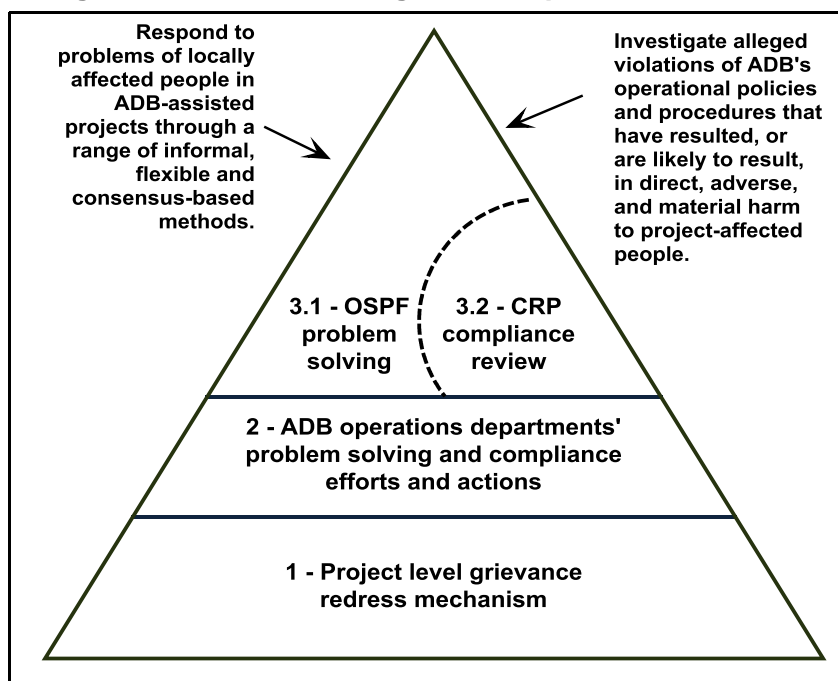 Respond to
problems of locally
affected people in
ADB-assisted
projects through a
range of informal,
flexible and
consensus-based
methods.
Investigate alleged
violations of ADB's
operational policies
and procedures that
have resulted, or
are likely to result,
in direct, adverse,
and material harm
to project-affected
people.
3.1 - OSPF
problem
solving
3.2 - CRP
compliance
review
2 - ADB operations departments'
problem solving and compliance
efforts and actions
1 - Project level grievance
redress mechanism